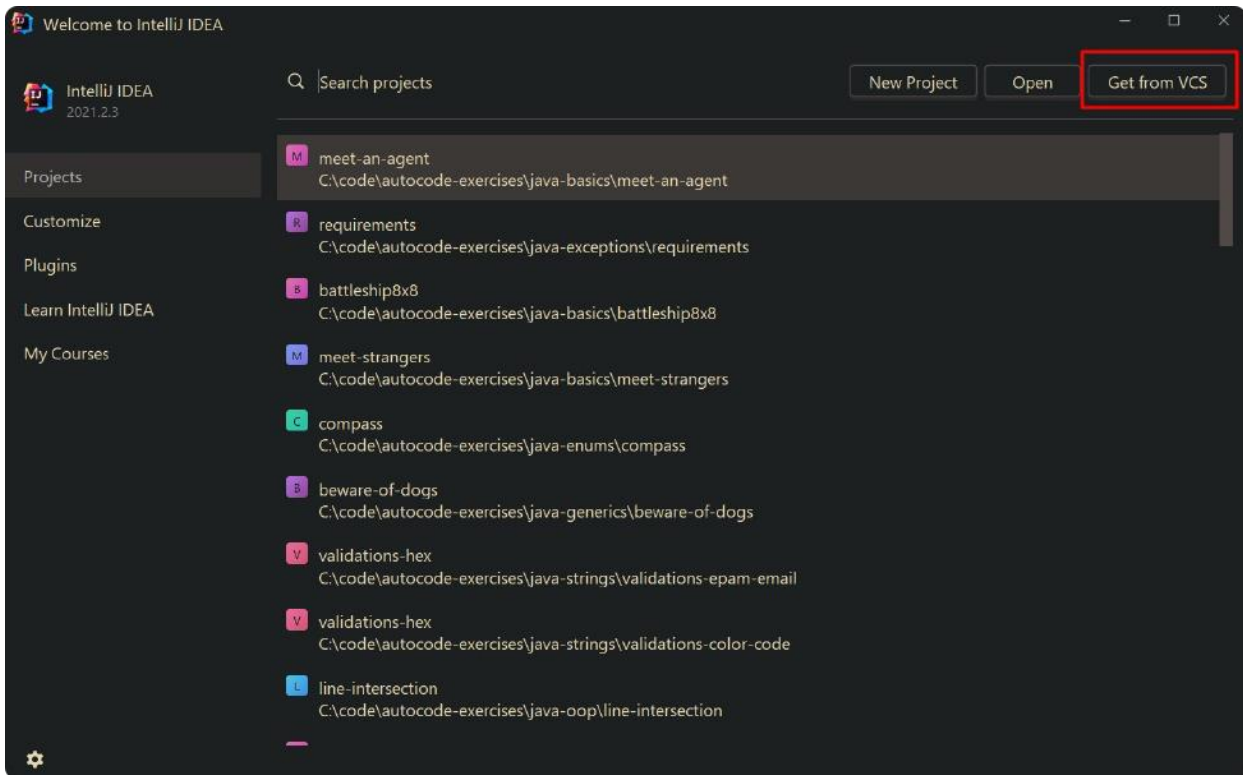 Welcome to IntelliJ IDEA
IntelliJ IDEA
2021.2.3
Search projects
New Project
Open
Get from VCS
Projects
Customize
Plugins
Learn IntelliJ IDEA
My Courses
M meet-an-agent
C:\code\autocode-exercises\java-basics\meet-an-agent
R requirements
C:\code\autocode-exercises\java-exceptions\requirements
B battleship8x8
C:\code\autocode-exercises\java-basics\battleship8x8
M meet-strangers
C:\code\autocode-exercises\java-basics\meet-strangers
C compass
C:\code\autocode-exercises\java-enums\compass
B beware-of-dogs
C:\code\autocode-exercises\java-generics\beware-of-dogs
V validations-hex
C:\code\autocode-exercises\java-strings\validations-epam-email
V validations-hex
C:\code\autocode-exercises\java-strings\validations-color-code
L line-intersection
C:\code\autocode-exercises\java-oop\line-intersection